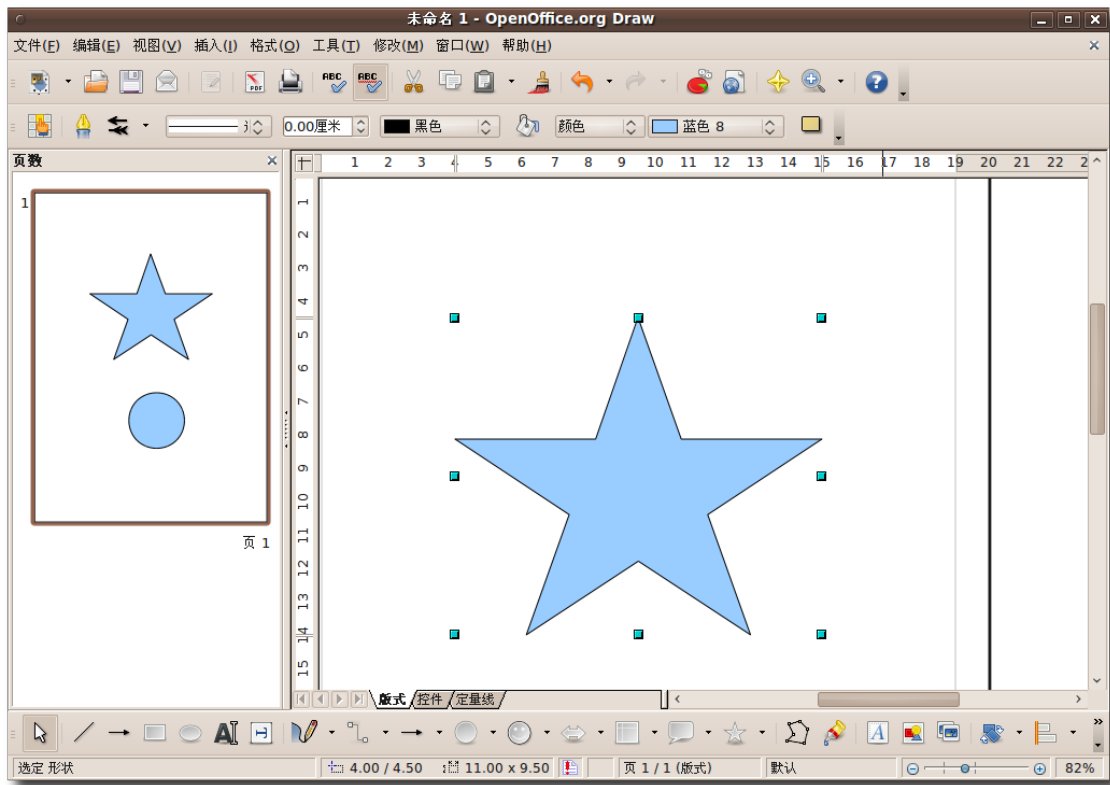 未命名 1 - OpenOffice.org Draw
文件(F) 编辑(E) 视图(V) 插入(I) 格式(O) 工具(T) 修改(M) 窗口(W) 帮助(H)
PDF ABC ABC
0.00厘米 黑色 颜色 蓝色 8
页数
1 2 3 4 5 6 7 8 9 10 11 12 13 14 15 16 17 18 19 20 21 22 2
1
页 1
1
2
3
4
5
6
7
8
9
10
11
12
13
14
15
版式 控件 定量线
选定 形状 4.00 / 4.50 11.00 x 9.50 页 1 / 1 (版式) 默认 82%